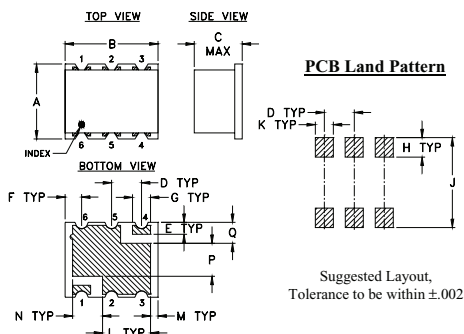 TOP VIEW
SIDE VIEW
B
C
MAX
1 2 3
A
INDEX
6 5 4
PCB Land Pattern
D TYP
K TYP
H TYP
J
BOTTOM VIEW
F TYP
D TYP
G TYP
E TYP
Q
6 5 4
P
1 2 3
N TYP
M TYP
L TYP
Suggested Layout,
Tolerance to be within ±.002